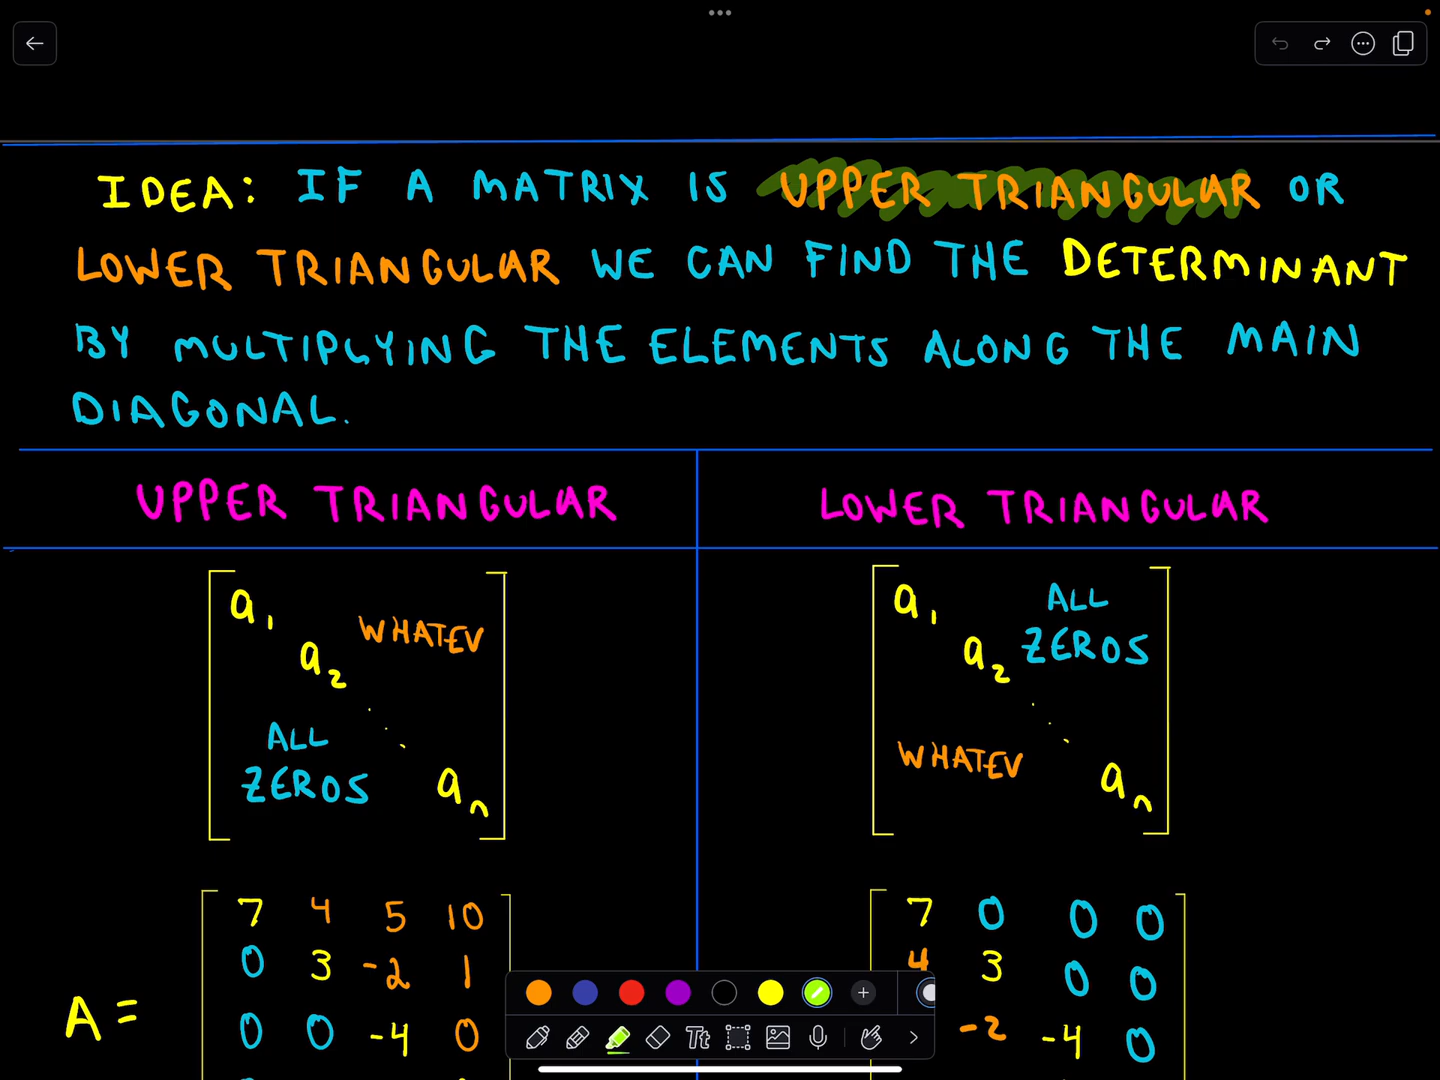 IDEA: IF A MATRIX IS UPPER TRIANGULAR OR
LOWER TRIANGULAR WE CAN FIND THE DETERMINANT
BY MULTIPLYING THE ELEMENTS ALONG THE MAIN
DIAGONAL.
UPPER TRIANGULAR
LOWER TRIANGULAR
a₁
a₂ WHATEV
ALL
ZEROS
aₙ
a₁ ALL
a₂ ZEROS
WHATEV
aₙ
A =
7 4 5 10
0 3 -2 1
0 0 -4 0
7 0 0 0
4 3 0 0
-2 -4 0
Tt